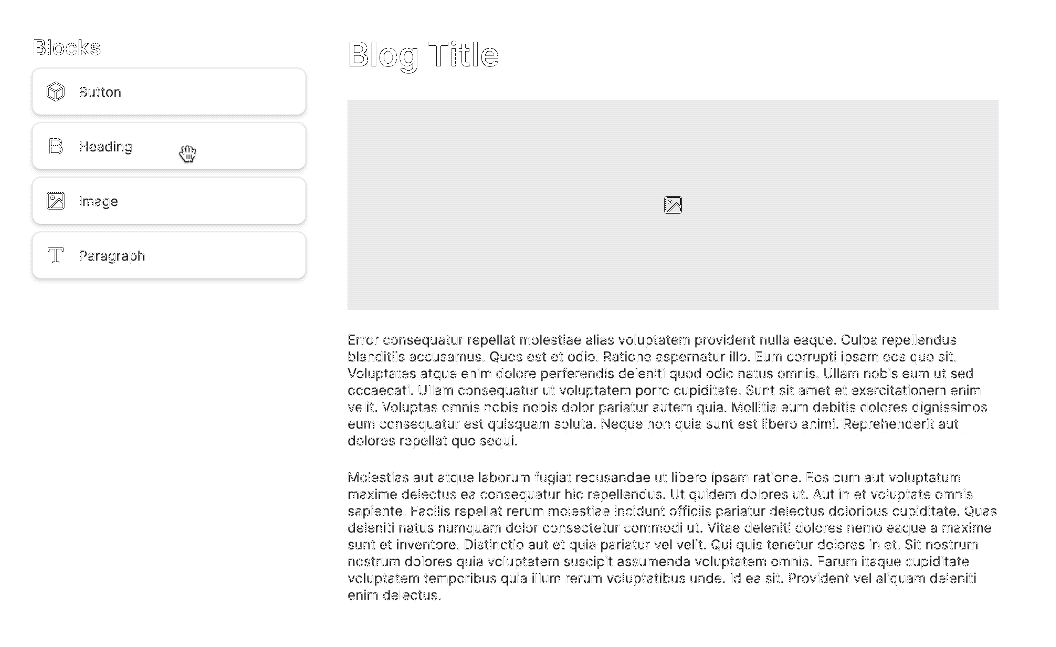 Blocks
Button
Heading
Image
Paragraph
Blog Title
Error consequatur repellat molestiae alias voluptatem provident nulla eaque. Culpa repellendus
blanditiis accusamus. Quos est et odio. Ratione aspernatur illo. Eum corrupti ipsam eos quo sit.
Voluptates atque enim dolore perferendis deleniti quod odio natus omnis. Ullam nobis eum ut sed
occaecati. Ullam consequatur ut voluptatem porro cupiditate. Sunt sit amet et exercitationem enim
velit. Voluptas omnis nobis nobis dolor pariatur autem quia. Mollitia eum debitis dolores dignissimos
eum consequatur est quisquam soluta. Neque non quia sunt est libero animi. Reprehenderit aut
dolores repellat quo sequi.
Molestias aut atque laborum fugiat recusandae ut libero ipsam ratione. Eos cum aut voluptatum
maxime delectus ea consequatur hic repellendus. Ut quidem dolores ut. Aut in et voluptate omnis
sapiente. Facilis repellat rerum molestiae incidunt officiis pariatur delectus doloribus cupiditate. Quas
deleniti natus numquam dolor consectetur commodi ut. Vitae deleniti dolores nemo eaque a maxime
sunt et inventore. Distinctio aut et quia pariatur vel velit. Qui quis tenetur dolores in et. Sit nostrum
nostrum dolores quia voluptatem suscipit assumenda voluptatem omnis. Earum itaque cupiditate
voluptatem temporibus quia illum rerum voluptatibus unde. Id ea sit. Provident vel aliquam deleniti
enim delectus.